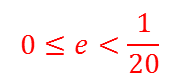 0 ≤ e < 1/20